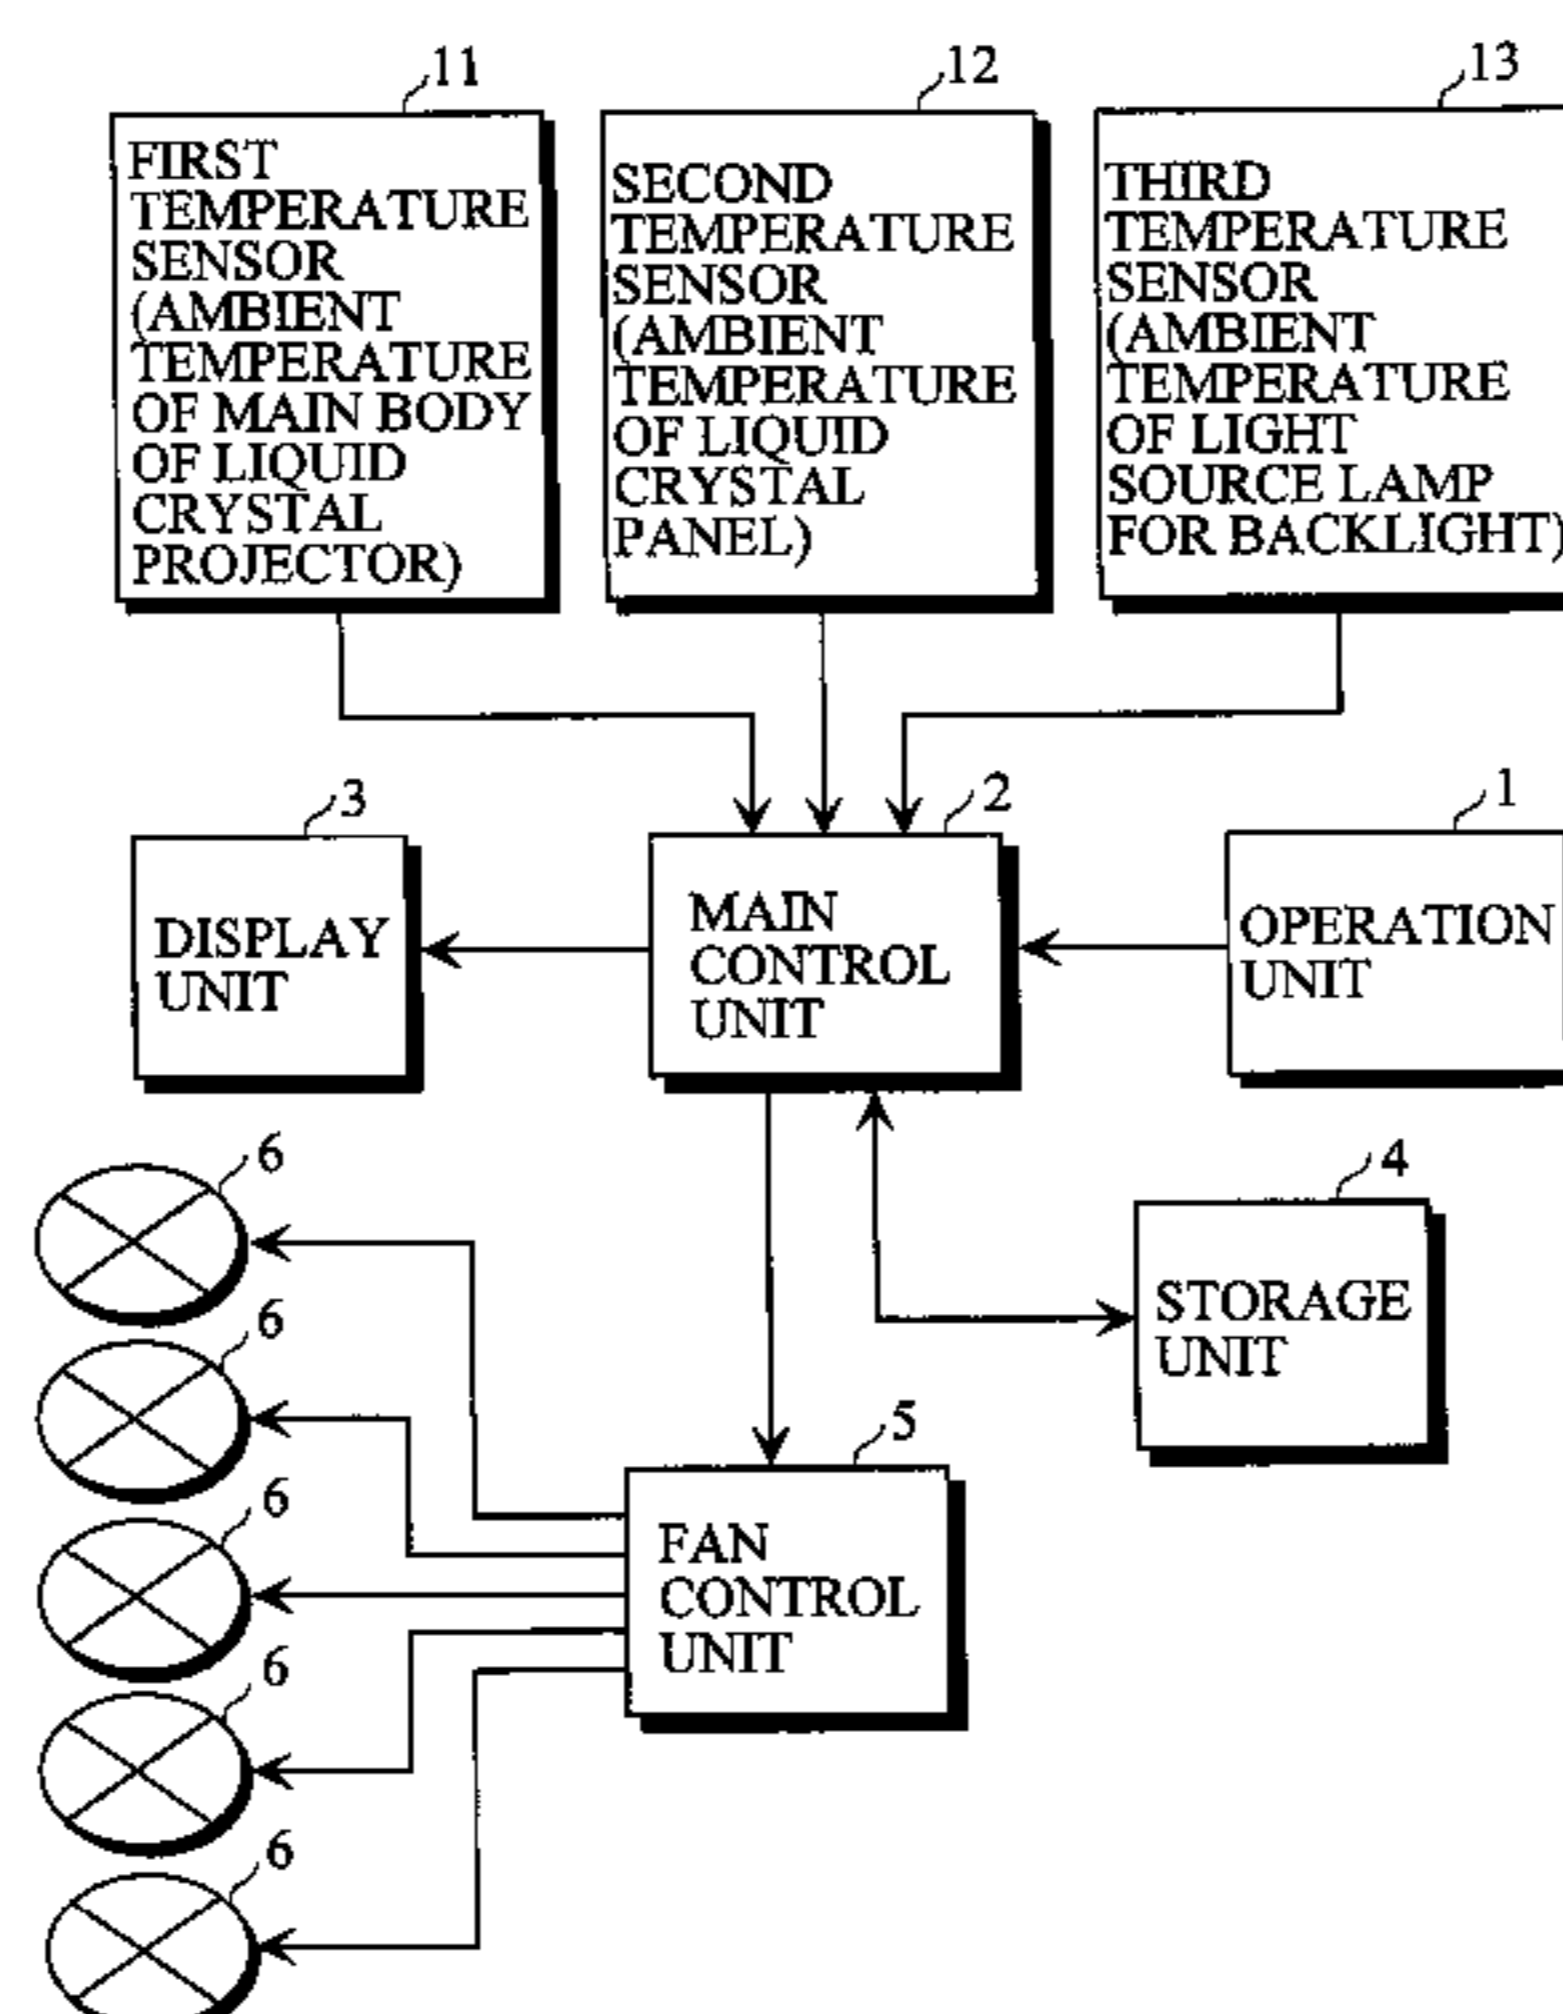 11
FIRST
TEMPERATURE
SENSOR
(AMBIENT
TEMPERATURE
OF MAIN BODY
OF LIQUID
CRYSTAL
PROJECTOR)
12
SECOND
TEMPERATURE
SENSOR
(AMBIENT
TEMPERATURE
OF LIQUID
CRYSTAL
PANEL)
13
THIRD
TEMPERATURE
SENSOR
(AMBIENT
TEMPERATURE
OF LIGHT
SOURCE LAMP
FOR BACKLIGHT)
3
DISPLAY
UNIT
2
MAIN
CONTROL
UNIT
1
OPERATION
UNIT
6
6
6
6
6
4
STORAGE
UNIT
5
FAN
CONTROL
UNIT